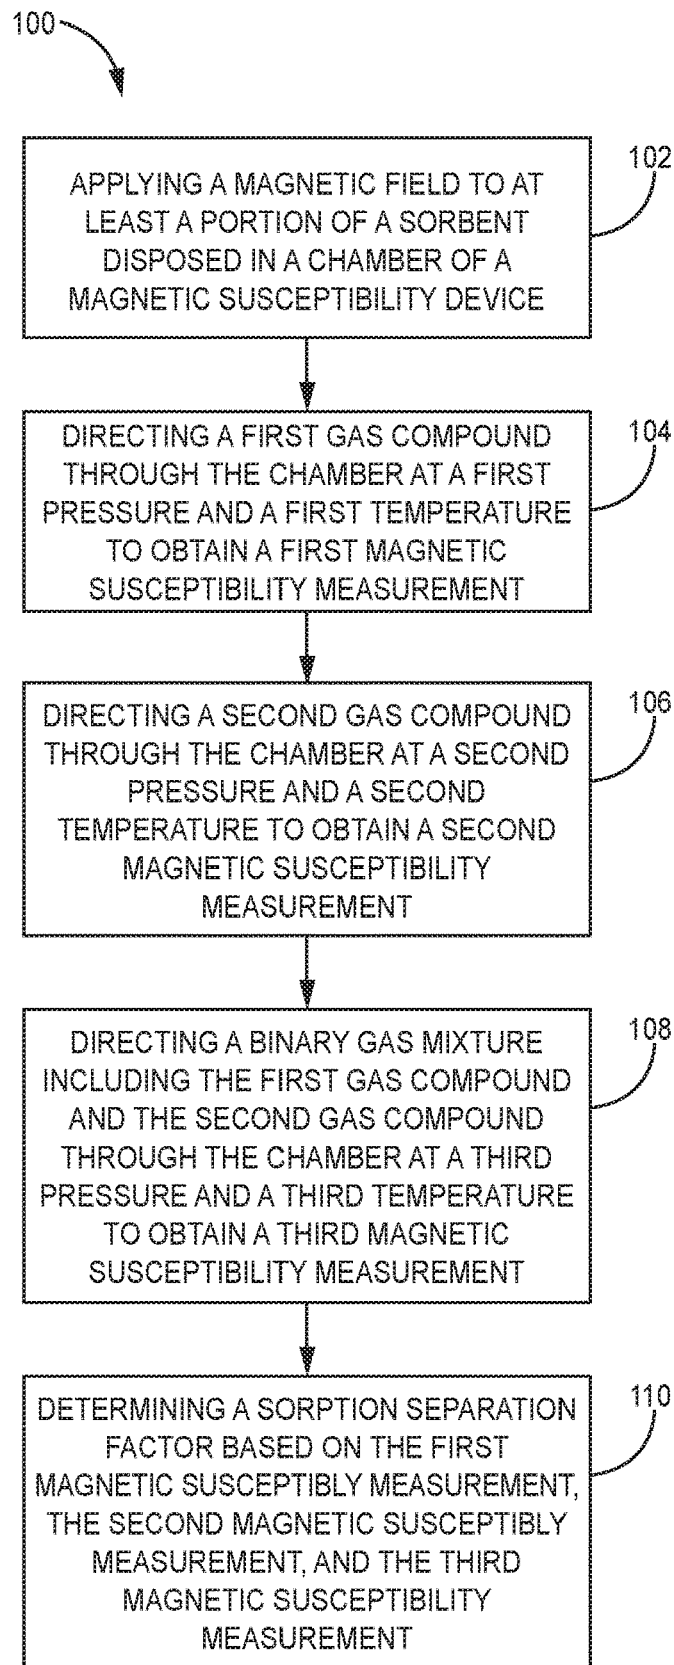 100
102
APPLYING A MAGNETIC FIELD TO AT
LEAST A PORTION OF A SORBENT
DISPOSED IN A CHAMBER OF A
MAGNETIC SUSCEPTIBILITY DEVICE
104
DIRECTING A FIRST GAS COMPOUND
THROUGH THE CHAMBER AT A FIRST
PRESSURE AND A FIRST TEMPERATURE
TO OBTAIN A FIRST MAGNETIC
SUSCEPTIBILITY MEASUREMENT
106
DIRECTING A SECOND GAS COMPOUND
THROUGH THE CHAMBER AT A SECOND
PRESSURE AND A SECOND
TEMPERATURE TO OBTAIN A SECOND
MAGNETIC SUSCEPTIBILITY
MEASUREMENT
108
DIRECTING A BINARY GAS MIXTURE
INCLUDING THE FIRST GAS COMPOUND
AND THE SECOND GAS COMPOUND
THROUGH THE CHAMBER AT A THIRD
PRESSURE AND A THIRD TEMPERATURE
TO OBTAIN A THIRD MAGNETIC
SUSCEPTIBILITY MEASUREMENT
110
DETERMINING A SORPTION SEPARATION
FACTOR BASED ON THE FIRST
MAGNETIC SUSCEPTIBLY MEASUREMENT,
THE SECOND MAGNETIC SUSCEPTIBLY
MEASUREMENT, AND THE THIRD
MAGNETIC SUSCEPTIBILITY
MEASUREMENT